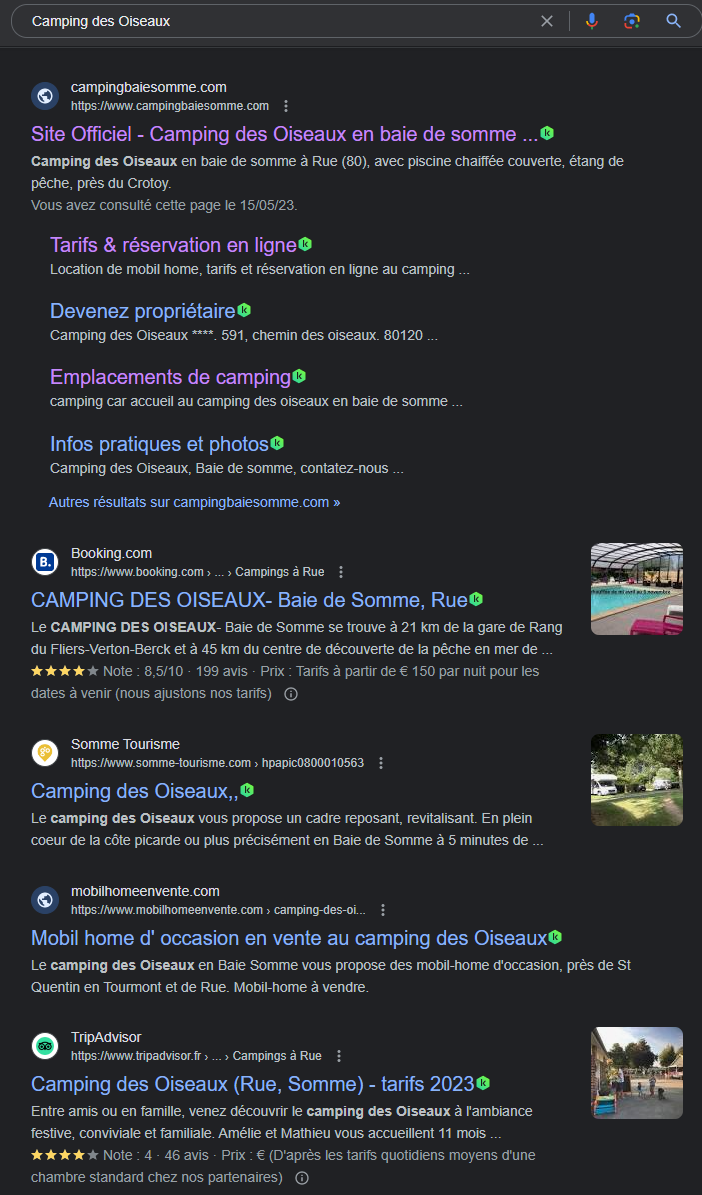 Camping des Oiseaux
campingbaiesomme.com
https://www.campingbaiesomme.com
Site Officiel - Camping des Oiseaux en baie de somme ...
Camping des Oiseaux en baie de somme à Rue (80), avec piscine chaiffée couverte, étang de
pêche, près du Crotoy.
Vous avez consulté cette page le 15/05/23.
Tarifs & réservation en ligne
Location de mobil home, tarifs et réservation en ligne au camping ...
Devenez propriétaire
Camping des Oiseaux ****. 591, chemin des oiseaux. 80120 ...
Emplacements de camping
camping car accueil au camping des oiseaux en baie de somme ...
Infos pratiques et photos
Camping des Oiseaux, Baie de somme, contatez-nous ...
Autres résultats sur campingbaiesomme.com »
Booking.com
https://www.booking.com › ... › Campings à Rue
CAMPING DES OISEAUX- Baie de Somme, Rue
Le CAMPING DES OISEAUX- Baie de Somme se trouve à 21 km de la gare de Rang
du Fliers-Verton-Berck et à 45 km du centre de découverte de la pêche en mer de ...
Note : 8,5/10 · 199 avis · Prix : Tarifs à partir de € 150 par nuit pour les
dates à venir (nous ajustons nos tarifs)
chauffée de mi avril au 5 novembre
Somme Tourisme
https://www.somme-tourisme.com › hpapic0800010563
Camping des Oiseaux,,
Le camping des Oiseaux vous propose un cadre reposant, revitalisant. En plein
coeur de la côte picarde ou plus précisément en Baie de Somme à 5 minutes de ...
mobilhomeenvente.com
https://www.mobilhomeenvente.com › camping-des-oi...
Mobil home d' occasion en vente au camping des Oiseaux
Le camping des Oiseaux en Baie Somme vous propose des mobil-home d'occasion, près de St
Quentin en Tourmont et de Rue. Mobil-home à vendre.
TripAdvisor
https://www.tripadvisor.fr › ... › Campings à Rue
Camping des Oiseaux (Rue, Somme) - tarifs 2023
Entre amis ou en famille, venez découvrir le camping des Oiseaux à l'ambiance
festive, conviviale et familiale. Amélie et Mathieu vous accueillent 11 mois ...
Note : 4 · 46 avis · Prix : € (D'après les tarifs quotidiens moyens d'une
chambre standard chez nos partenaires)